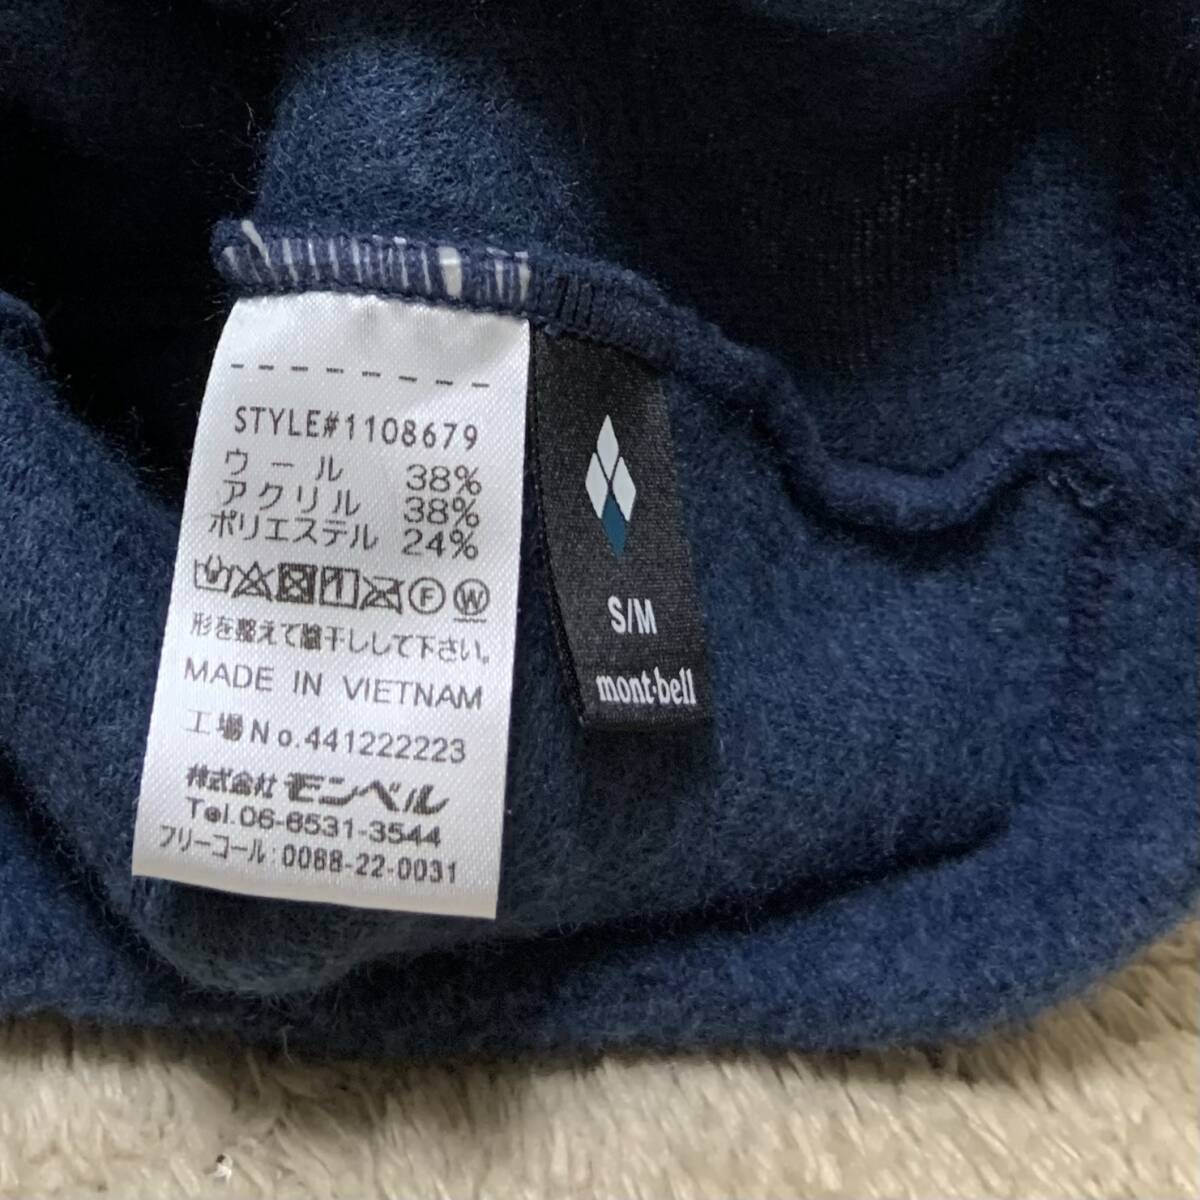 STYLE#1108679
ウール 38%
アクリル 38%
ポリエステル 24%
F W
形を整えて陰干しして下さい。
MADE IN VIETNAM
工場No.441222223
株式会社 モンベル
Tel.06-6531-3544
フリーコール:0088-22-0031
S/M
mont·bell